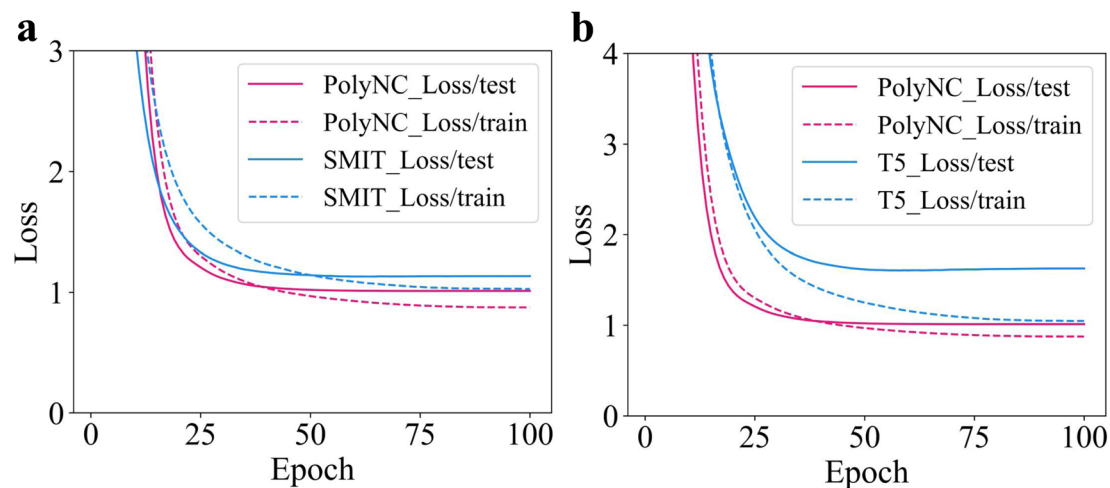 a
3
2
1
0
Loss
PolyNC_Loss/test
PolyNC_Loss/train
SMIT_Loss/test
SMIT_Loss/train
0 25 50 75 100
Epoch
b
4
3
2
1
0
Loss
PolyNC_Loss/test
PolyNC_Loss/train
T5_Loss/test
T5_Loss/train
0 25 50 75 100
Epoch